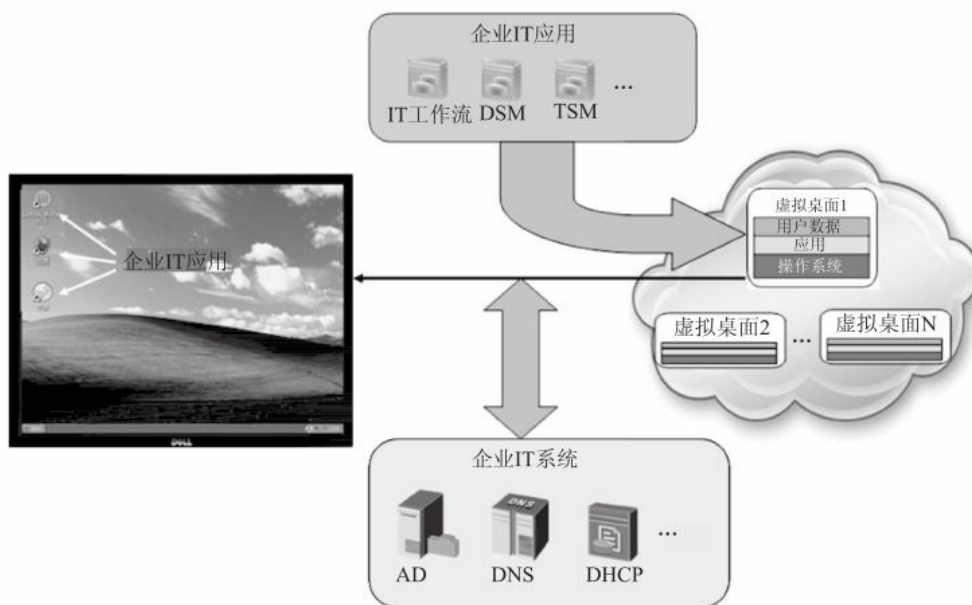 企业IT应用
IT工作流 DSM TSM ...
企业IT应用
虚拟桌面1
用户数据
应用
操作系统
虚拟桌面2 ... 虚拟桌面N
DELL
企业IT系统
DNS
AD DNS DHCP ...